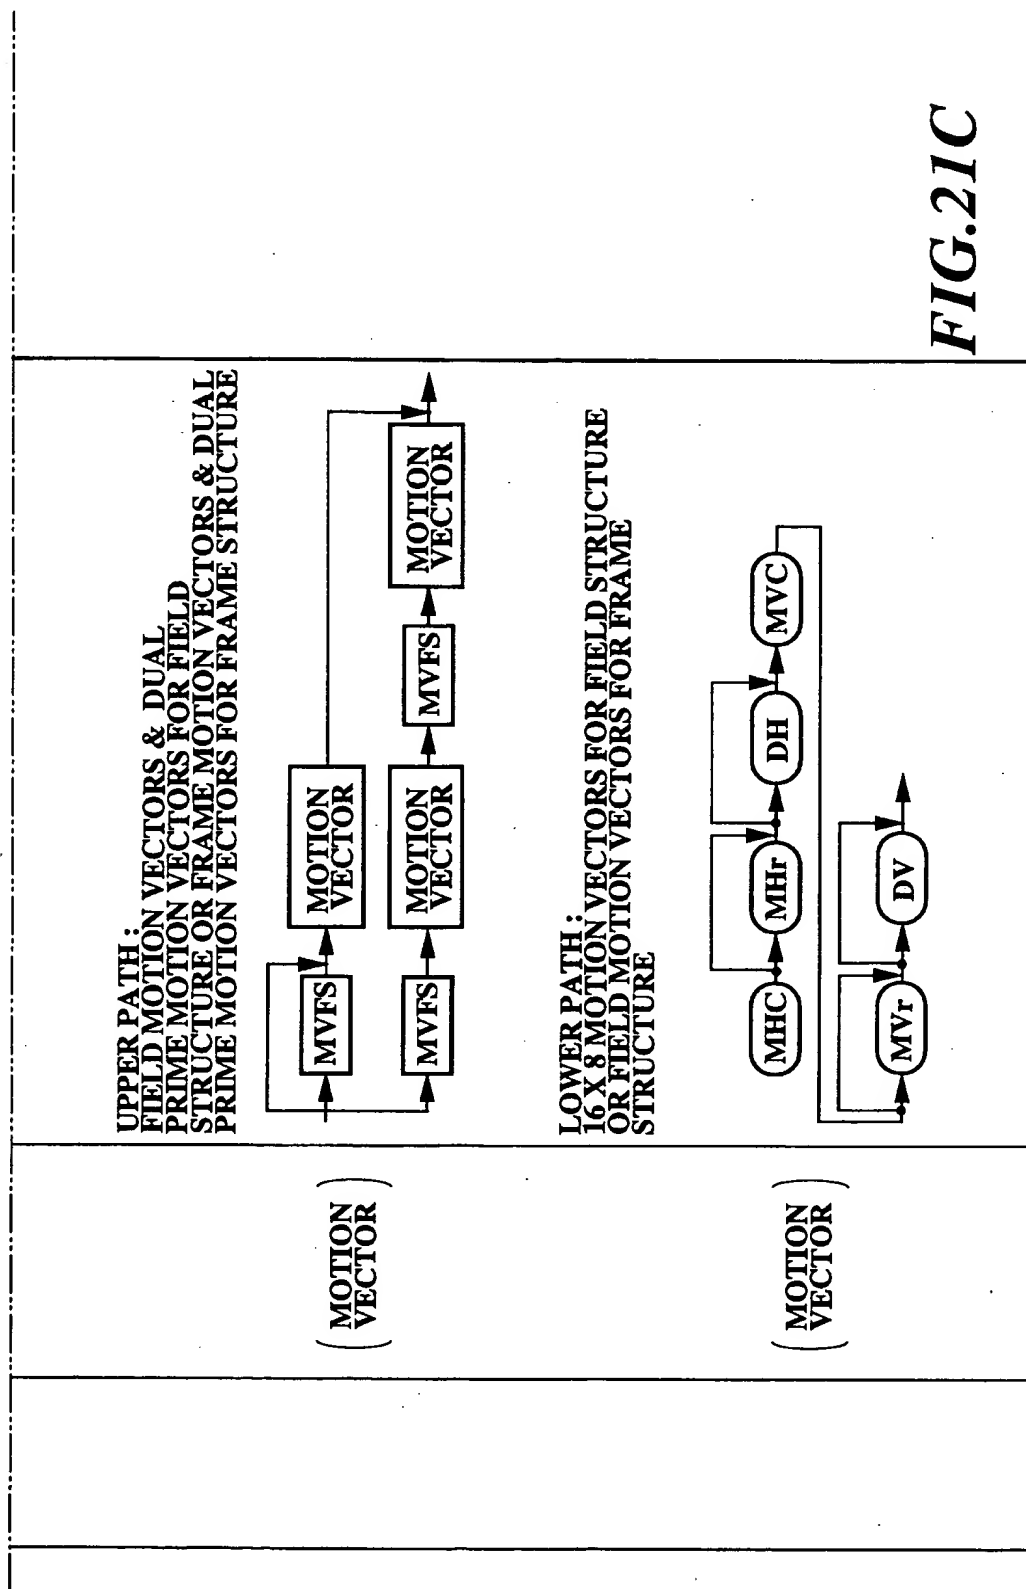 UPPER PATH :
FIELD MOTION VECTORS & DUAL
PRIME MOTION VECTORS FOR FIELD
STRUCTURE OR FRAME MOTION VECTORS & DUAL
PRIME MOTION VECTORS FOR FRAME STRUCTURE
(MOTION
VECTOR)
MVFS
MOTION
VECTOR
MVFS
MOTION
VECTOR
MVFS
MOTION
VECTOR
LOWER PATH :
16 X 8 MOTION VECTORS FOR FIELD STRUCTURE
OR FIELD MOTION VECTORS FOR FRAME
STRUCTURE
(MOTION
VECTOR)
MHC
MHr
DH
MVC
MVr
DV
FIG.21C